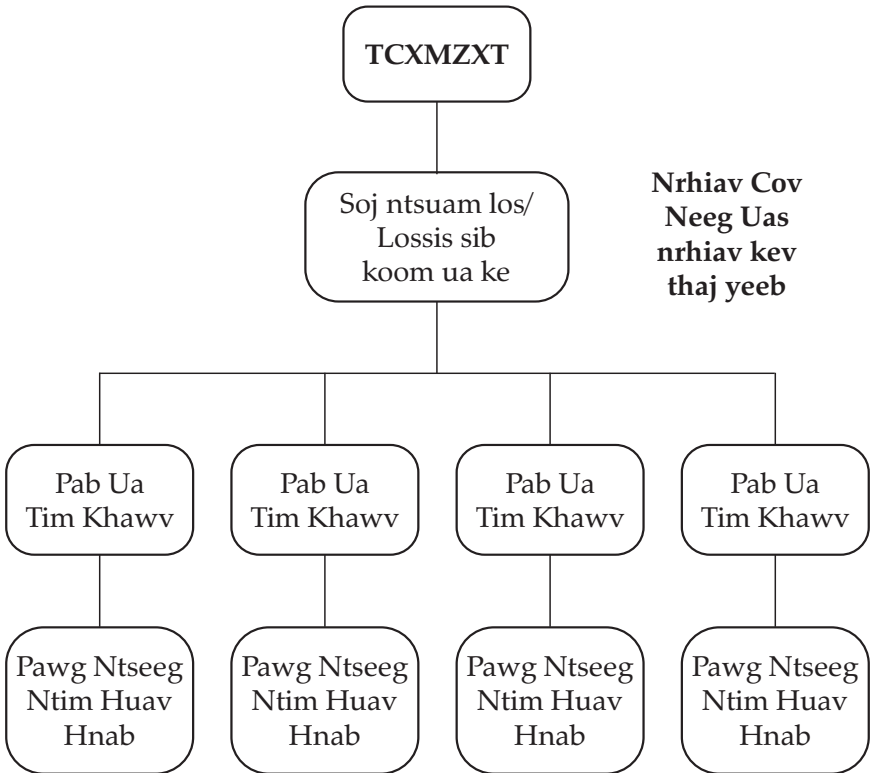 TCXMZXT
Soj ntsuam los/
Lossis sib
koom ua ke
Nrhiav Cov
Neeg Uas
nrhiav kev
thaj yeeb
Pab Ua
Tim Khawv
Pab Ua
Tim Khawv
Pab Ua
Tim Khawv
Pab Ua
Tim Khawv
Pawg Ntseeg
Ntim Huav
Hnab
Pawg Ntseeg
Ntim Huav
Hnab
Pawg Ntseeg
Ntim Huav
Hnab
Pawg Ntseeg
Ntim Huav
Hnab